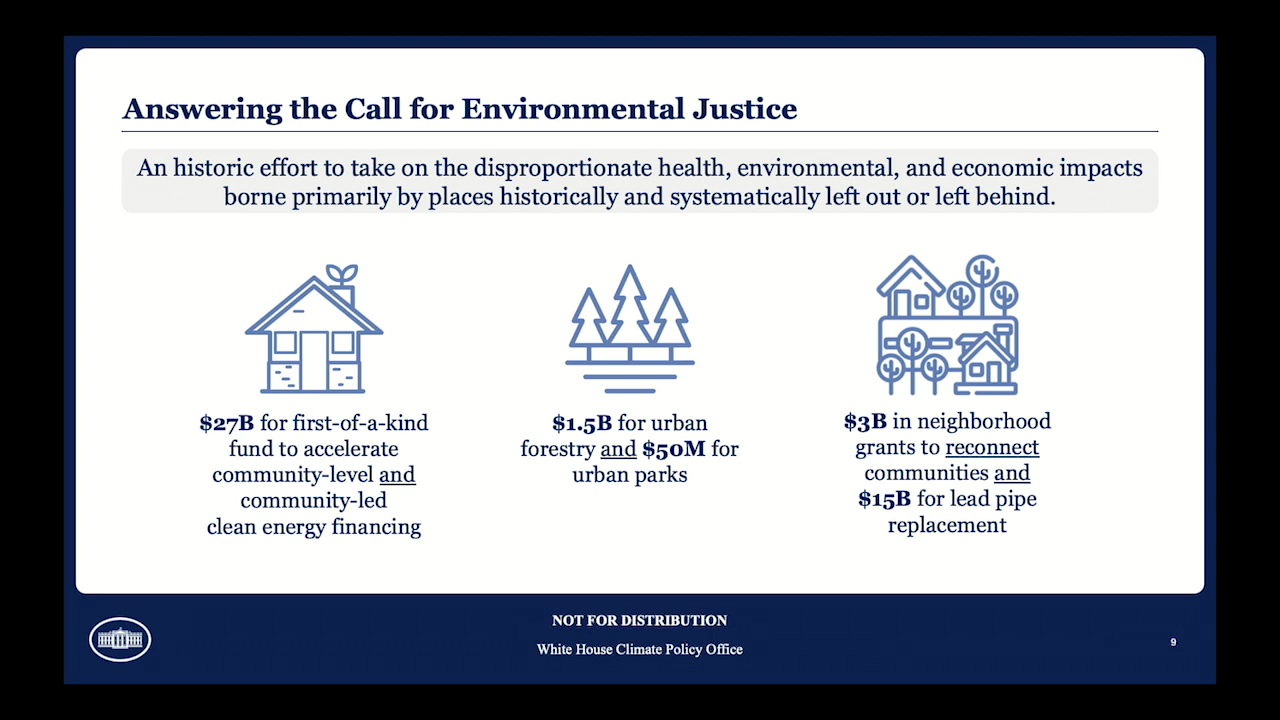 Answering the Call for Environmental Justice
An historic effort to take on the disproportionate health, environmental, and economic impacts
borne primarily by places historically and systematically left out or left behind.
$27B for first-of-a-kind
fund to accelerate
community-level and
community-led
clean energy financing
$1.5B for urban
forestry and $50M for
urban parks
$3B in neighborhood
grants to reconnect
communities and
$15B for lead pipe
replacement
NOT FOR DISTRIBUTION
White House Climate Policy Office
9